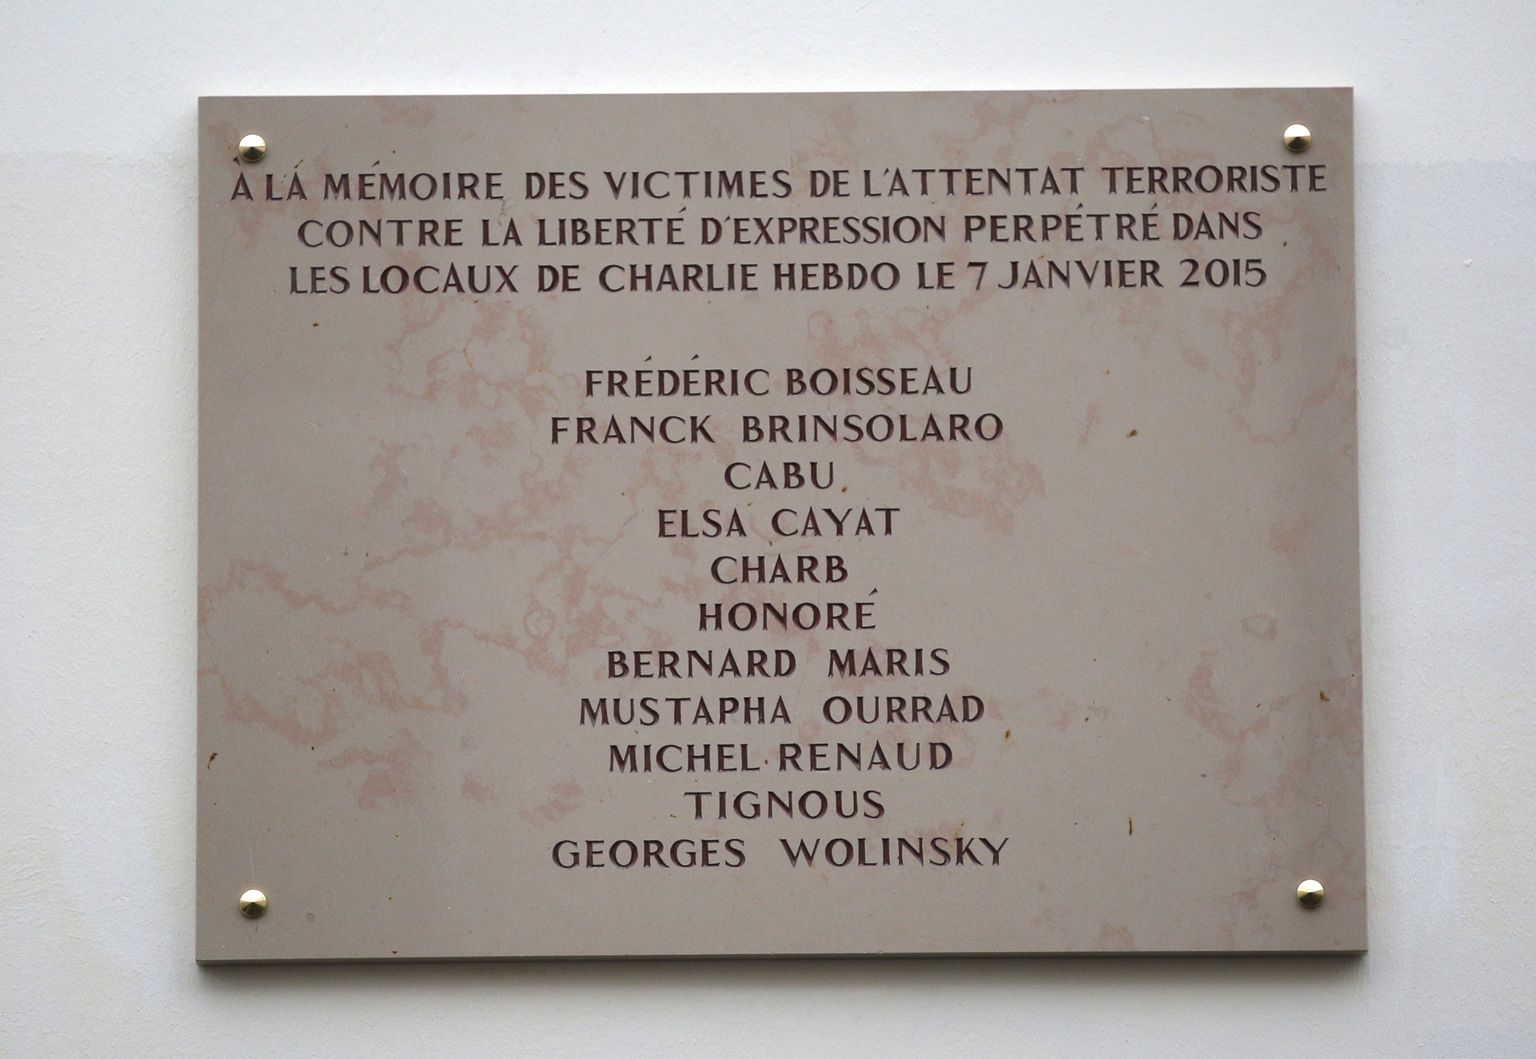 À LA MÉMOIRE DES VICTIMES DE L'ATTENTAT TERRORISTE
CONTRE LA LIBERTÉ D'EXPRESSION PERPÉTRÉ DANS
LES LOCAUX DE CHARLIE HEBDO LE 7 JANVIER 2015
FRÉDÉRIC BOISSEAU
FRANCK BRINSOLARO
CABU
ELSA CAYAT
CHARB
HONORÉ
BERNARD MARIS
MUSTAPHA OURRAD
MICHEL RENAUD
TIGNOUS
GEORGES WOLINSKY